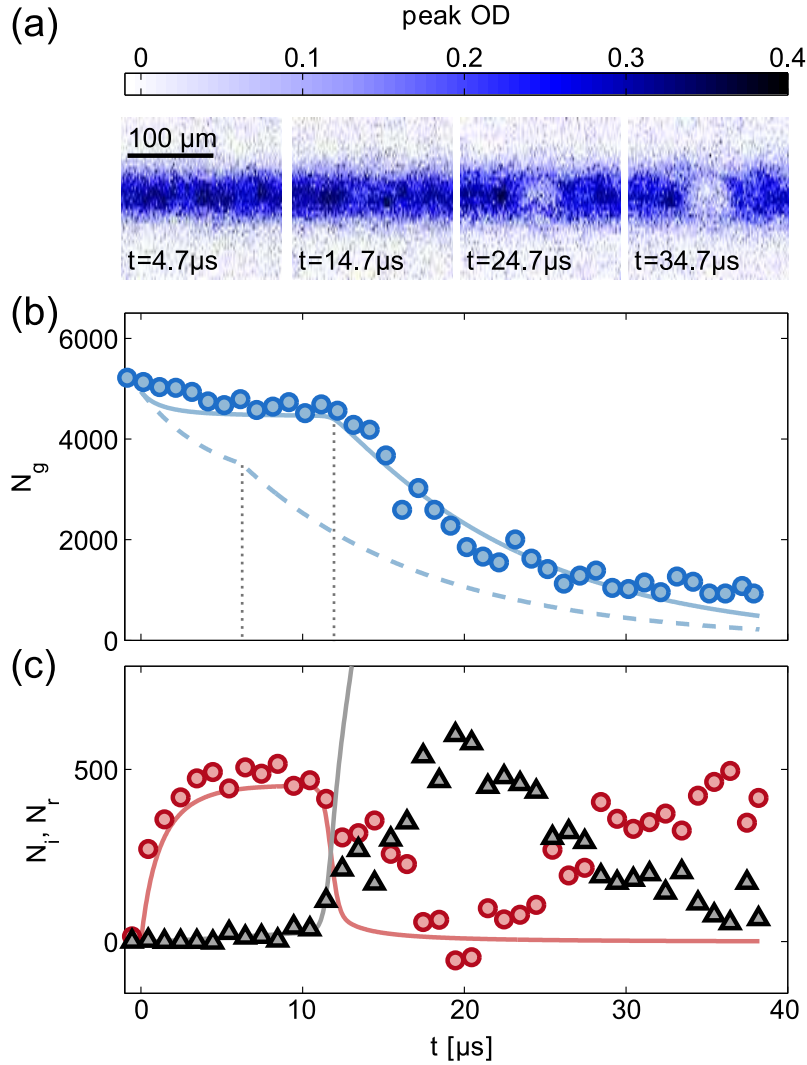 (a)
peak OD
0 0.1 0.2 0.3 0.4
100 µm
t=4.7µs t=14.7µs t=24.7µs t=34.7µs
(b)
6000
4000
2000
0
N_g
(c)
500
0
N_i, N_r
0 10 20 30 40
t [µs]